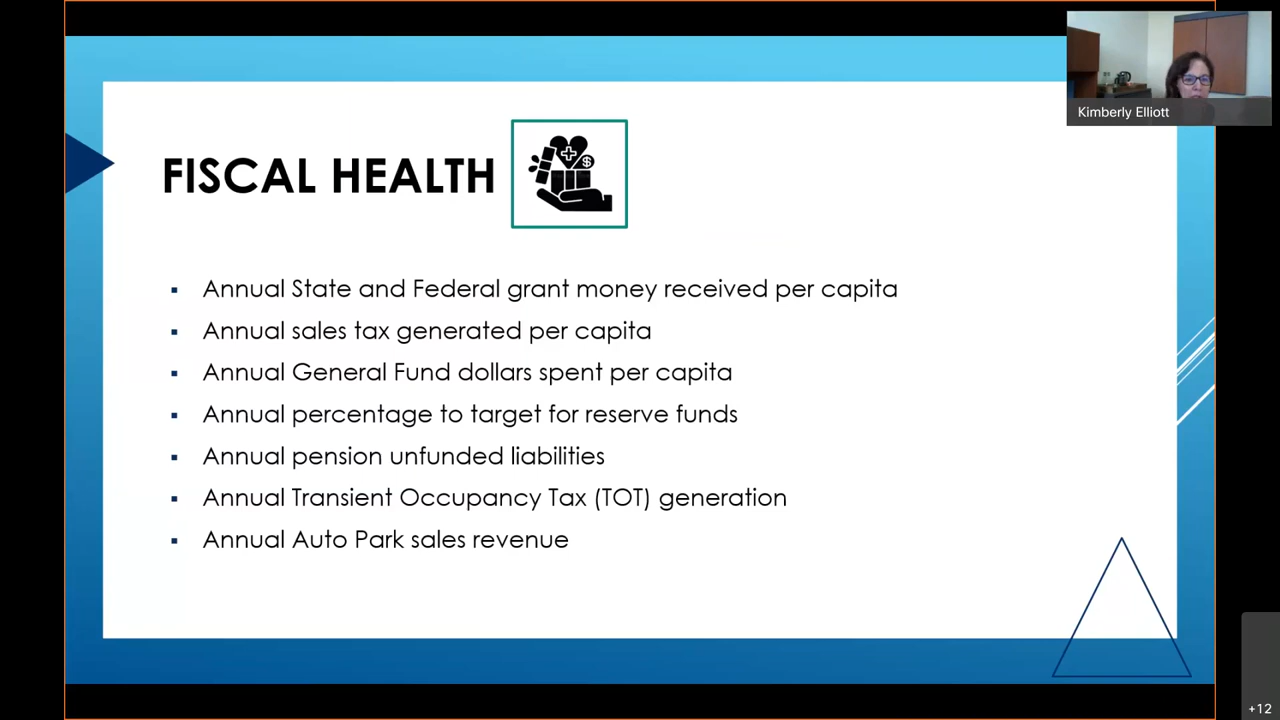 Kimberly Elliott
FISCAL HEALTH
$
▪ Annual State and Federal grant money received per capita
▪ Annual sales tax generated per capita
▪ Annual General Fund dollars spent per capita
▪ Annual percentage to target for reserve funds
▪ Annual pension unfunded liabilities
▪ Annual Transient Occupancy Tax (TOT) generation
▪ Annual Auto Park sales revenue
+12